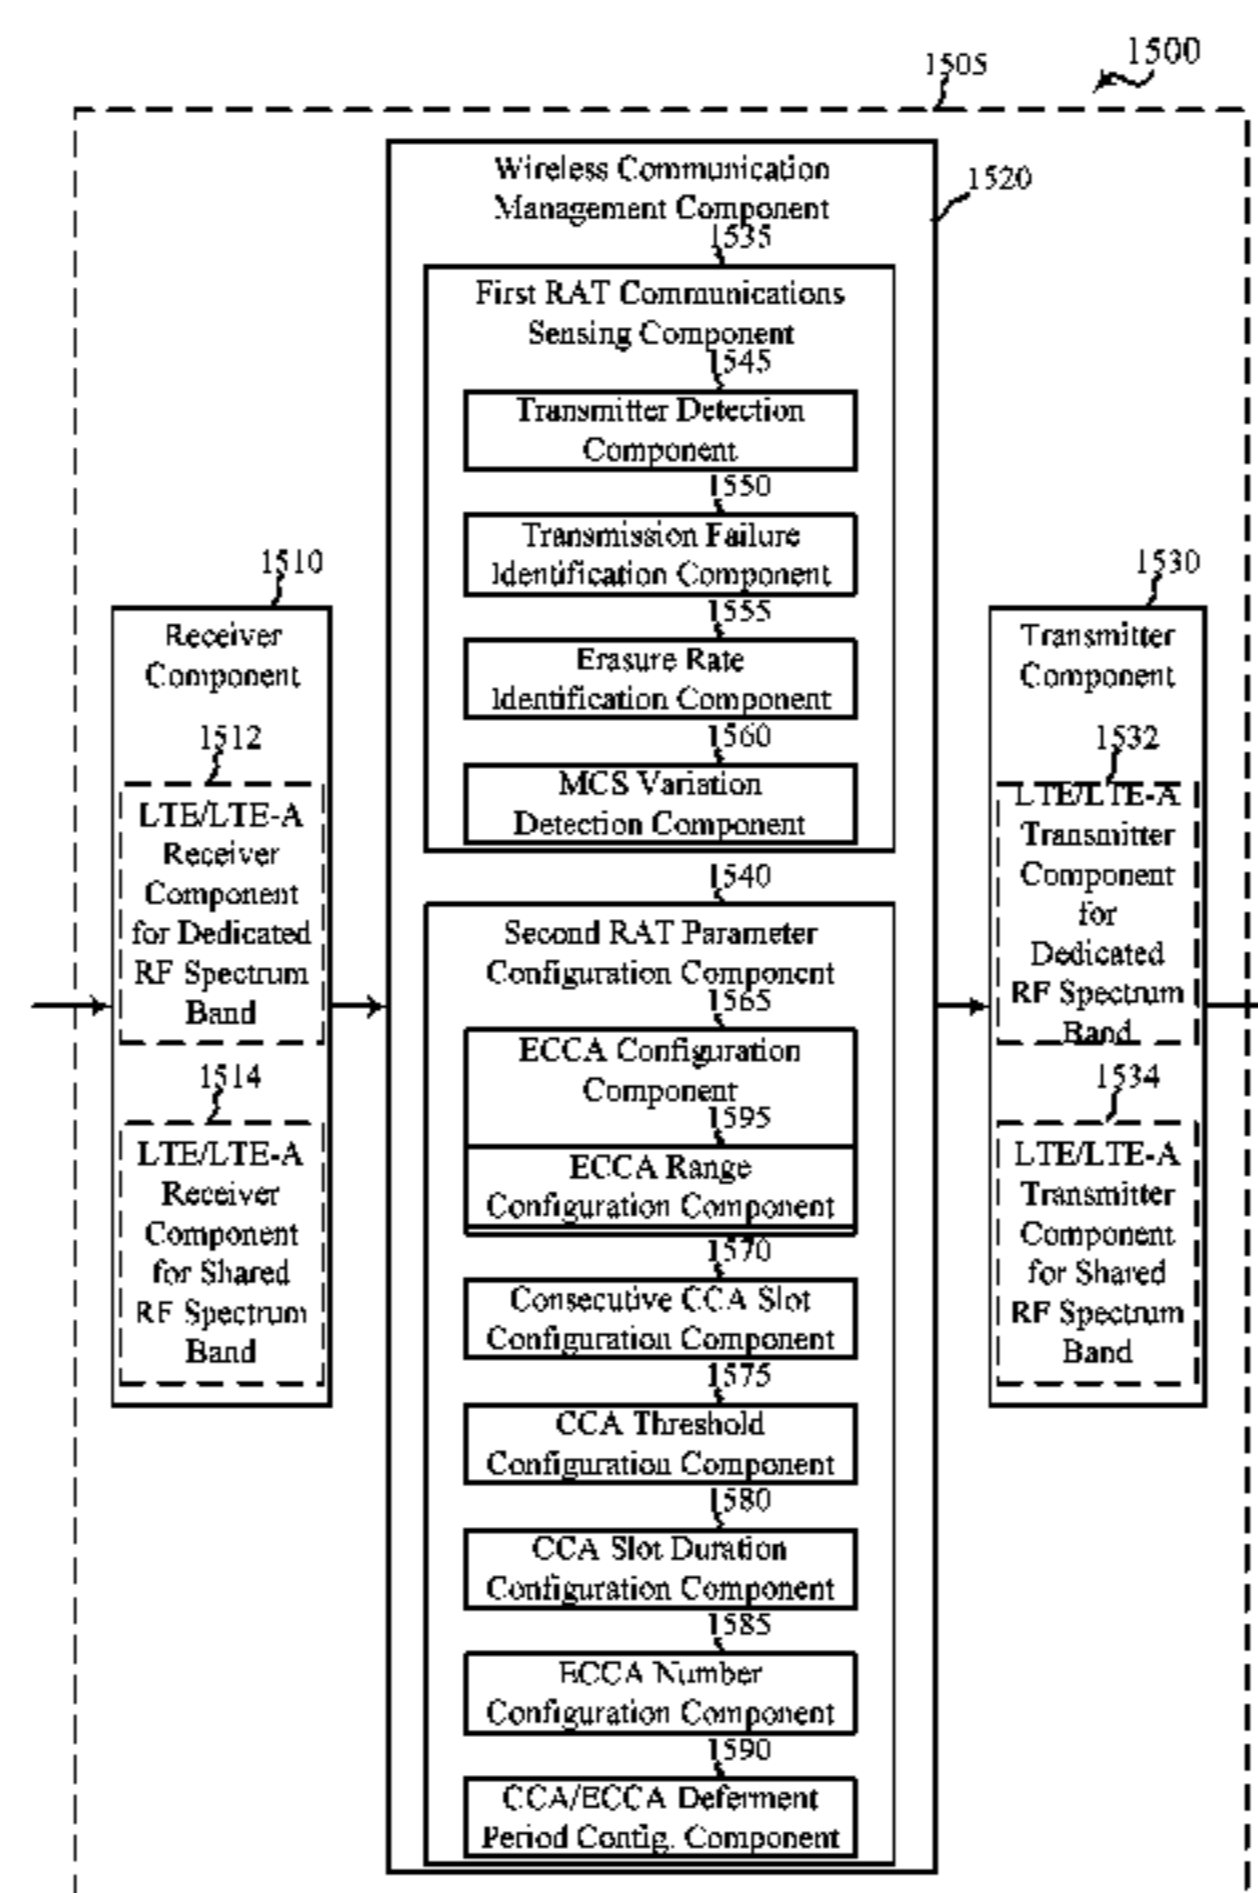 1500
1505
Wireless Communication
Management Component
1520
1535
First RAT Communications
Sensing Component
1545
Transmitter Detection
Component
1550
Transmission Failure
Identification Component
1555
Erasure Rate
Identification Component
1560
MCS Variation
Detection Component
1510
Receiver
Component
1512
LTE/LTE-A
Receiver
Component
for Dedicated
RF Spectrum
Band
1514
LTE/LTE-A
Receiver
Component
for Shared
RF Spectrum
Band
1540
Second RAT Parameter
Configuration Component
1565
ECCA Configuration
Component
1595
ECCA Range
Configuration Component
1570
Consecutive CCA Slot
Configuration Component
1575
CCA Threshold
Configuration Component
1580
CCA Slot Duration
Configuration Component
1585
ECCA Number
Configuration Component
1590
CCA/ECCA Deferment
Period Config. Component
1530
Transmitter
Component
1532
LTE/LTE-A
Transmitter
Component
for
Dedicated
RF Spectrum
Band
1534
LTE/LTE-A
Transmitter
Component
for Shared
RF Spectrum
Band